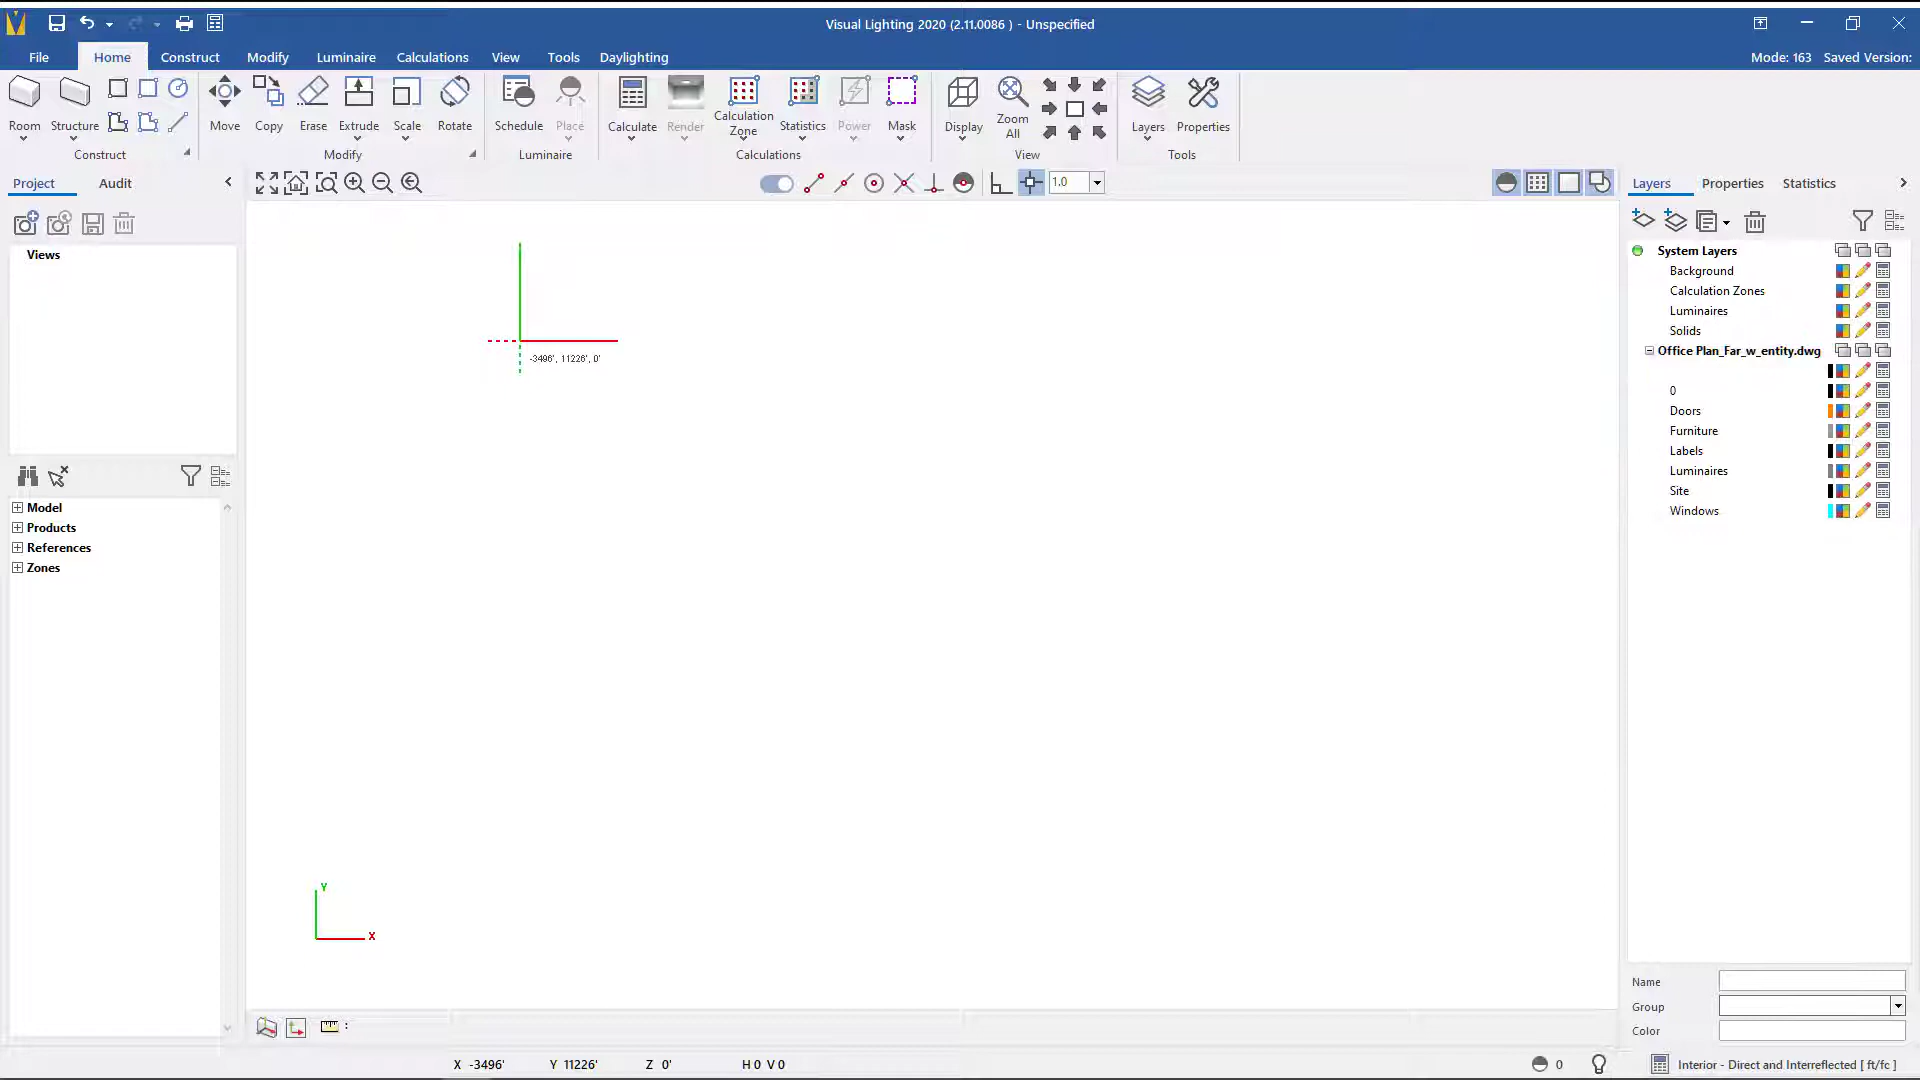 Visual Lighting 2020 (2.11.0086 ) - Unspecified
File Home Construct Modify Luminaire Calculations View Tools Daylighting
Mode: 163 Saved Version:
Room Structure
Construct
Move Copy Erase Extrude Scale Rotate
Modify
Schedule Place
Luminaire
Calculate Render Calculation Zone Statistics Power Mask
Calculations
Display Zoom All
View
Layers Properties
Tools
Project Audit
1.0
Layers Properties Statistics
Views
Model
Products
References
Zones
-3496', 11226', 0'
Y
X
System Layers
Background
Calculation Zones
Luminaires
Solids
Office Plan_Far_w_entity.dwg
0
Doors
Furniture
Labels
Luminaires
Site
Windows
Name
Group
Color
:
X -3496' Y 11226' Z 0' H 0 V 0
0
Interior - Direct and Interreflected [ ft/fc ]